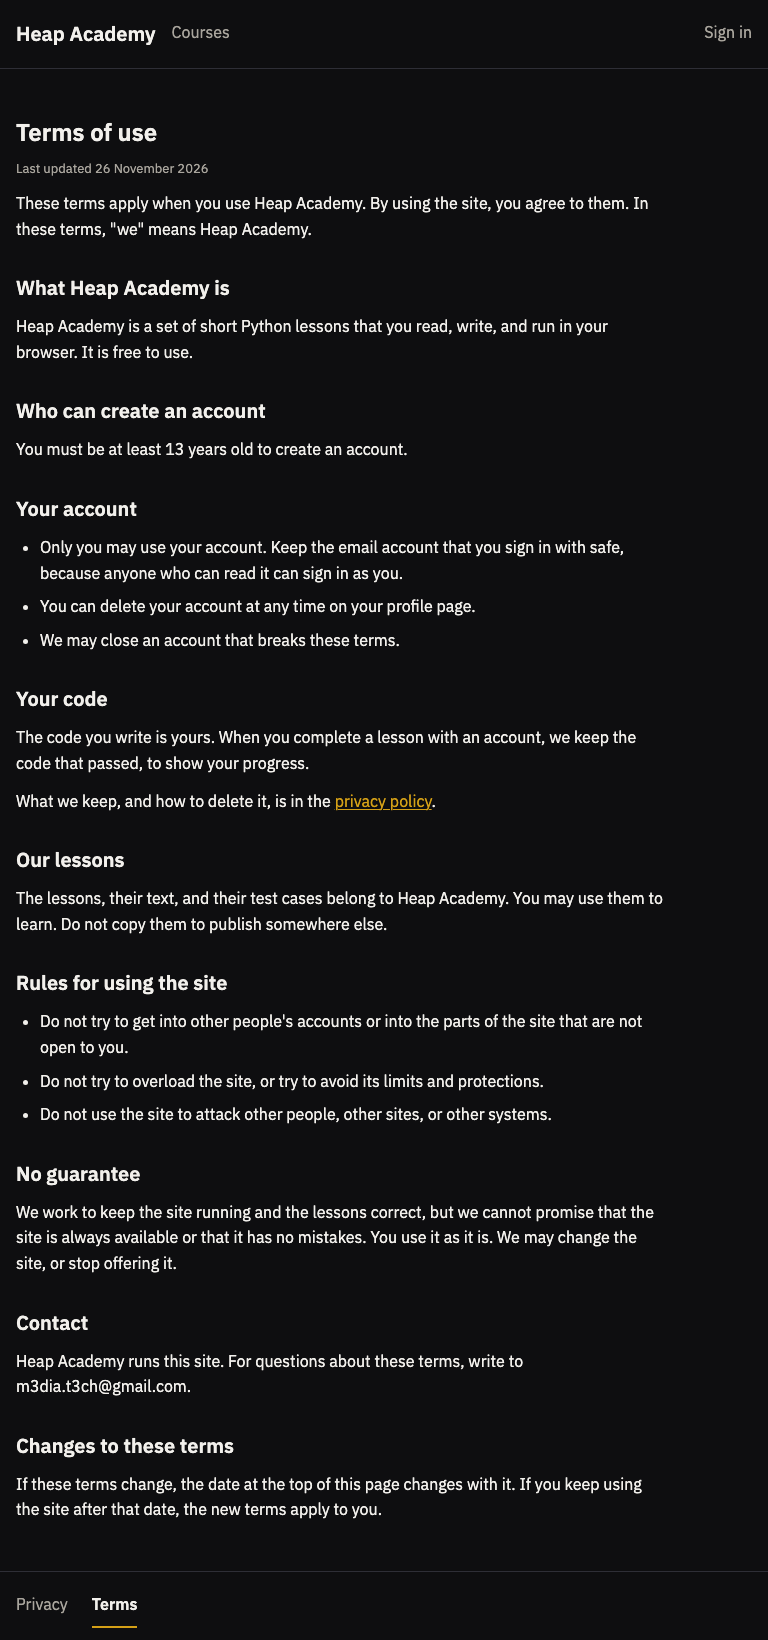 Heap Academy Courses Sign in
Terms of use
Last updated 26 November 2026
These terms apply when you use Heap Academy. By using the site, you agree to them. In
these terms, "we" means Heap Academy.
What Heap Academy is
Heap Academy is a set of short Python lessons that you read, write, and run in your
browser. It is free to use.
Who can create an account
You must be at least 13 years old to create an account.
Your account
• Only you may use your account. Keep the email account that you sign in with safe,
because anyone who can read it can sign in as you.
• You can delete your account at any time on your profile page.
• We may close an account that breaks these terms.
Your code
The code you write is yours. When you complete a lesson with an account, we keep the
code that passed, to show your progress.
What we keep, and how to delete it, is in the privacy policy.
Our lessons
The lessons, their text, and their test cases belong to Heap Academy. You may use them to
learn. Do not copy them to publish somewhere else.
Rules for using the site
• Do not try to get into other people's accounts or into the parts of the site that are not
open to you.
• Do not try to overload the site, or try to avoid its limits and protections.
• Do not use the site to attack other people, other sites, or other systems.
No guarantee
We work to keep the site running and the lessons correct, but we cannot promise that the
site is always available or that it has no mistakes. You use it as it is. We may change the
site, or stop offering it.
Contact
Heap Academy runs this site. For questions about these terms, write to
m3dia.t3ch@gmail.com.
Changes to these terms
If these terms change, the date at the top of this page changes with it. If you keep using
the site after that date, the new terms apply to you.
Privacy Terms